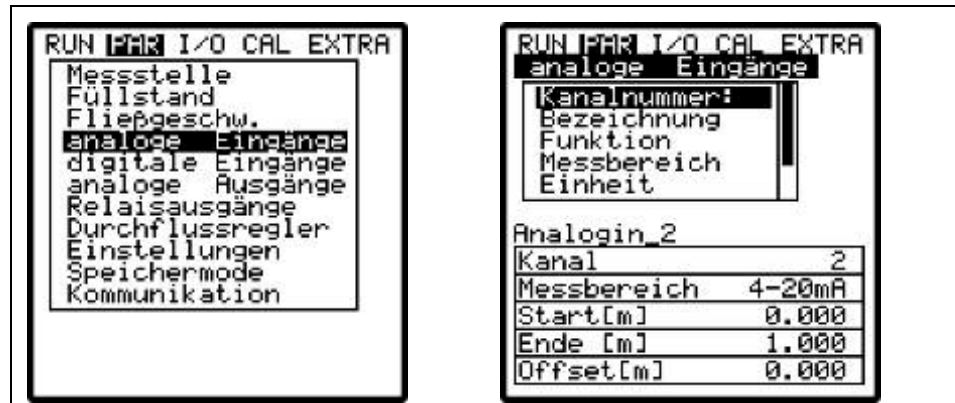 RUN PAR I/O CAL EXTRA
Messstelle
Füllstand
Fließgeschw.
analoge Eingänge
digitale Eingänge
analoge Ausgänge
Relaisausgänge
Durchflussregler
Einstellungen
Speichermode
Kommunikation
RUN PAR I/O CAL EXTRA
analoge Eingänge
Kanalnummer:
Bezeichnung
Funktion
Messbereich
Einheit
Analogin_2
Kanal 2
Messbereich 4-20mA
Start[m] 0.000
Ende [m] 1.000
Offset[m] 0.000